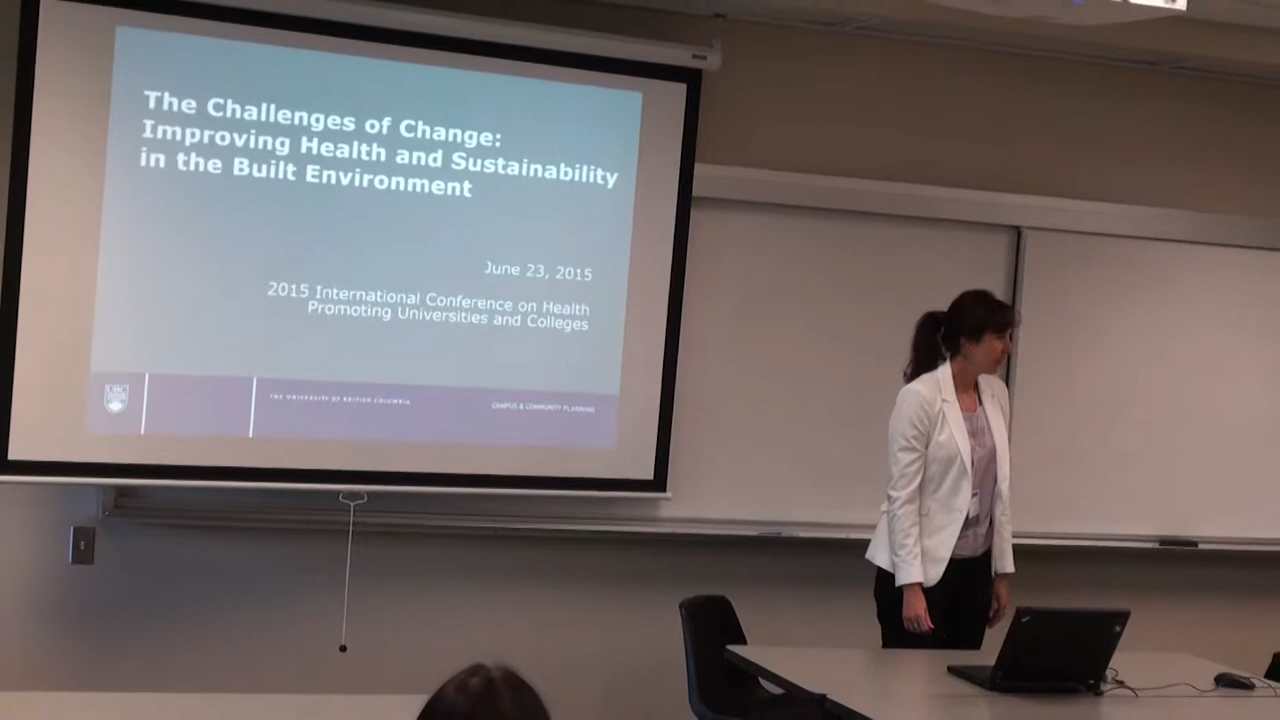 The Challenges of Change:
Improving Health and Sustainability
in the Built Environment
June 23, 2015
2015 International Conference on Health
Promoting Universities and Colleges
UBC
THE UNIVERSITY OF BRITISH COLUMBIA
CAMPUS & COMMUNITY PLANNING